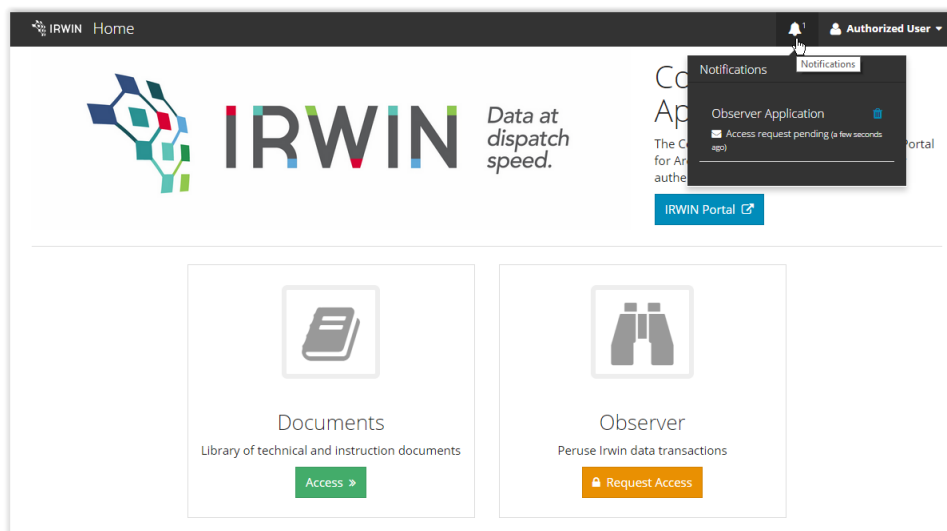 IRWIN Home
1
Authorized User
Notifications
Notifications
Observer Application
Access request pending (a few seconds
ago)
IRWIN
Data at
dispatch
speed.
Co
Ap
The C
Portal
for Ar
authe
IRWIN Portal
Documents
Library of technical and instruction documents
Access »
Observer
Peruse Irwin data transactions
Request Access